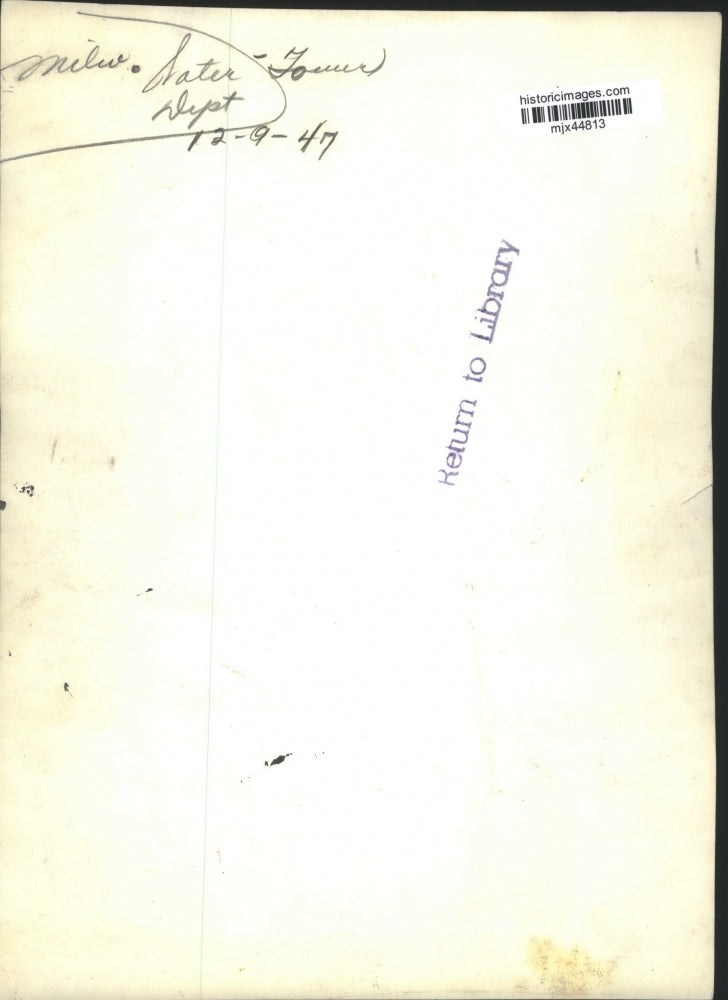 Milw. Water - Tower
Dept
12-9-47
historicimages.com
mjx44813
Return to Library